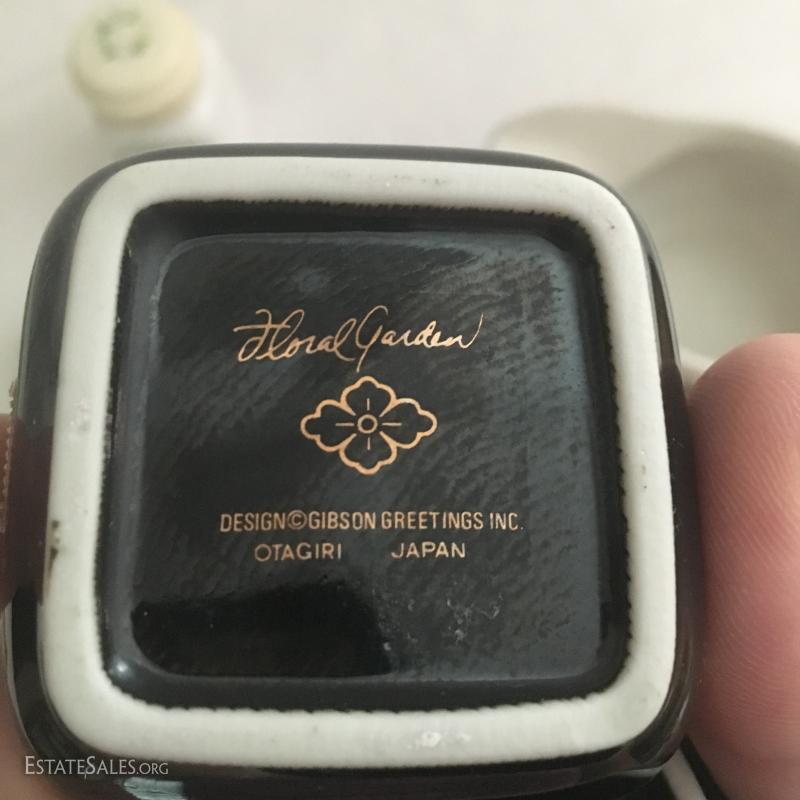 Floral Garden
DESIGN©GIBSON GREETINGS INC.
OTAGIRI JAPAN
ESTATESALES.ORG